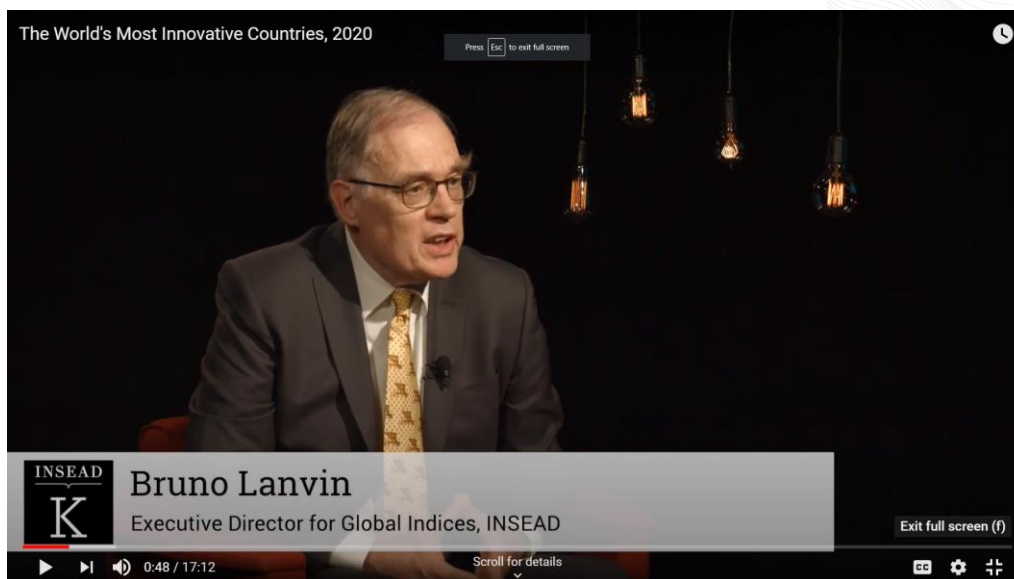 The World's Most Innovative Countries, 2020
Press Esc to exit full screen
INSEAD
K
Bruno Lanvin
Executive Director for Global Indices, INSEAD
Exit full screen (f)
0:48 / 17:12
Scroll for details
CC